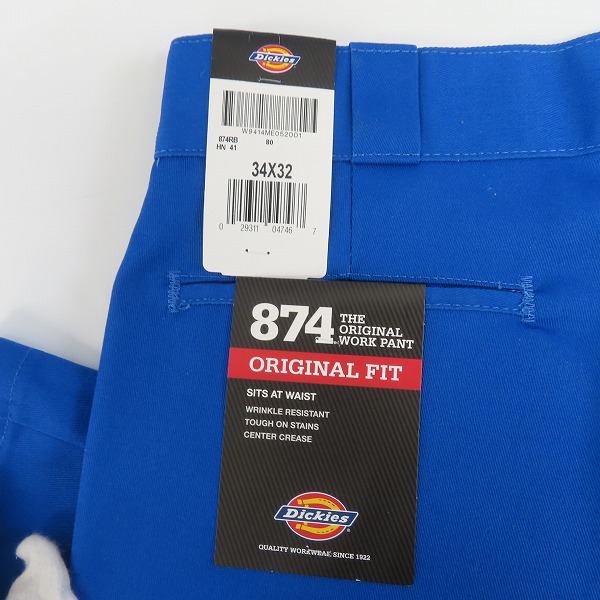 Dickies
W9414ME052001
874RB 80
HN 41
34X32
0 29311 04746 7
874 THE ORIGINAL WORK PANT
ORIGINAL FIT
SITS AT WAIST
WRINKLE RESISTANT
TOUGH ON STAINS
CENTER CREASE
Dickies
QUALITY WORKWEAR SINCE 1922